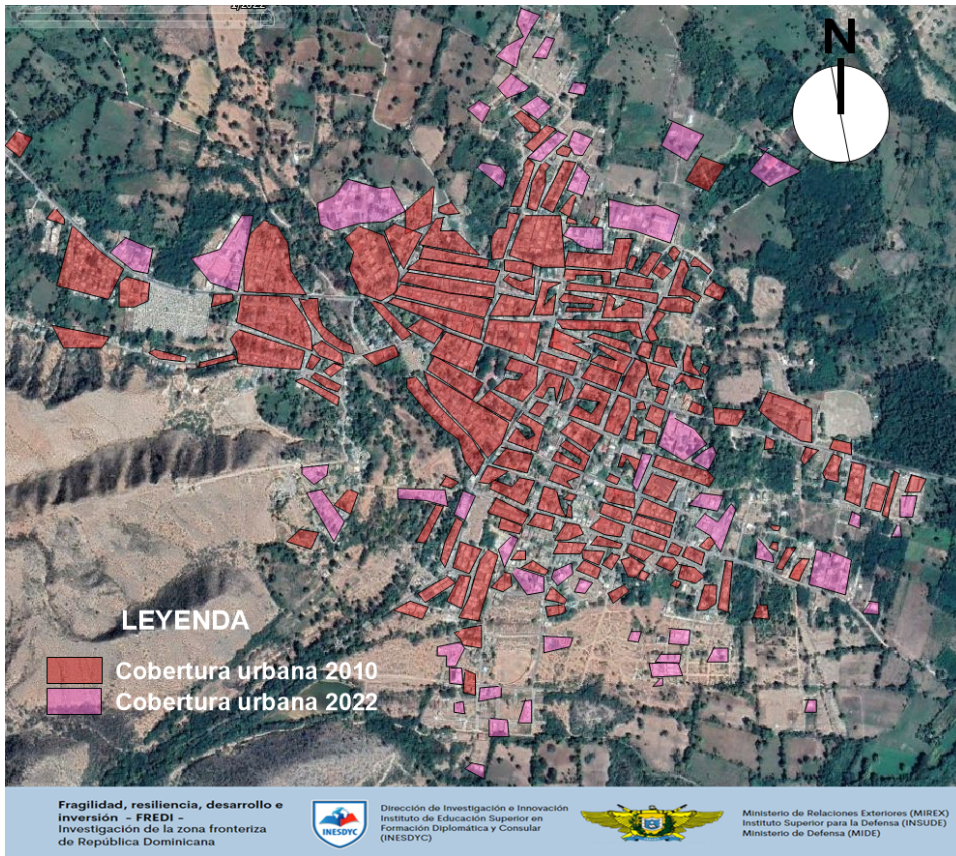 1/2022
N
LEYENDA
Cobertura urbana 2010
Cobertura urbana 2022
Fragilidad, resiliencia, desarrollo e
inversión - FREDI -
Investigación de la zona fronteriza
de República Dominicana
INESDYC
Dirección de Investigación e Innovación
Instituto de Educación Superior en
Formación Diplomática y Consular
(INESDYC)
Ministerio de Relaciones Exteriores (MIREX)
Instituto Superior para la Defensa (INSUDE)
Ministerio de Defensa (MIDE)